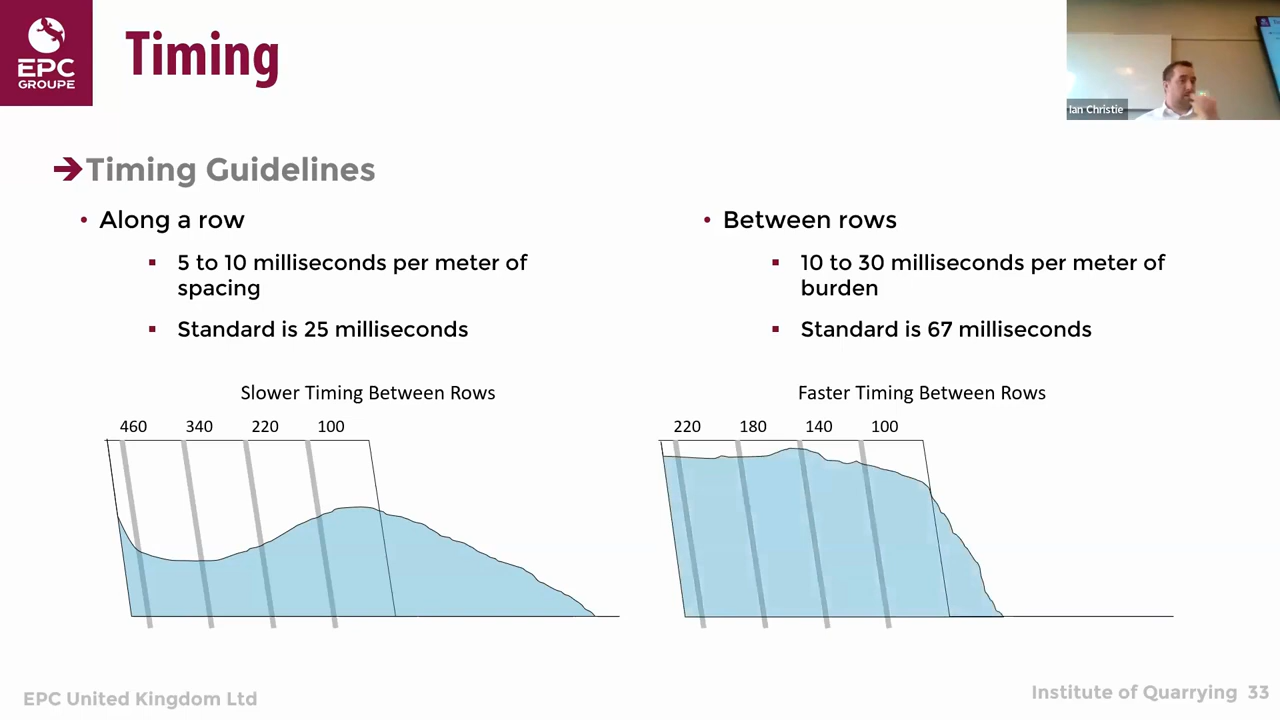 EPC
GROUPE
Timing
Ian Christie
Timing Guidelines
Along a row
5 to 10 milliseconds per meter of
spacing
Standard is 25 milliseconds
Between rows
10 to 30 milliseconds per meter of
burden
Standard is 67 milliseconds
Slower Timing Between Rows
460 340 220 100
Faster Timing Between Rows
220 180 140 100
EPC United Kingdom Ltd
Institute of Quarrying 33